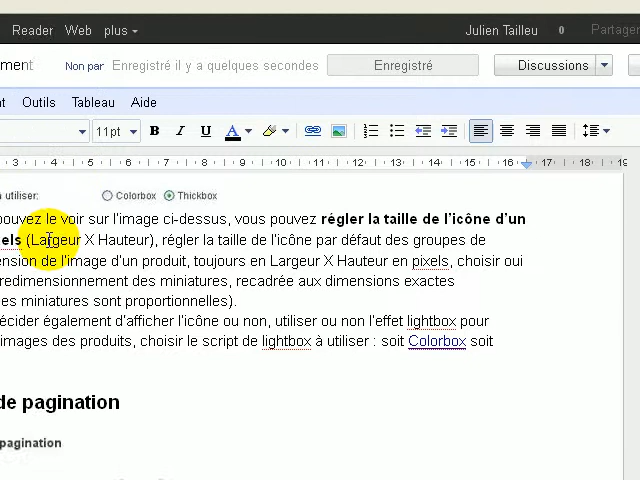 Reader Web plus Julien Tailleu 0 Partager
ment Non par Enregistré il y a quelques secondes Enregistré Discussions
t Outils Tableau Aide
11pt B I U A
3 4 5 6 7 8 9 10 11 12 13 14 15 16 17 18 19
à utiliser: Colorbox Thickbox
pouvez le voir sur l'image ci-dessus, vous pouvez régler la taille de l'icône d'un
els (Largeur X Hauteur), régler la taille de l'icône par défaut des groupes de
ension de l'image d'un produit, toujours en Largeur X Hauteur en pixels, choisir oui
redimensionnement des miniatures, recadrée aux dimensions exactes
es miniatures sont proportionnelles).
écider également d'afficher l'icône ou non, utiliser ou non l'effet lightbox pour
images des produits, choisir le script de lightbox à utiliser : soit Colorbox soit
de pagination
pagination